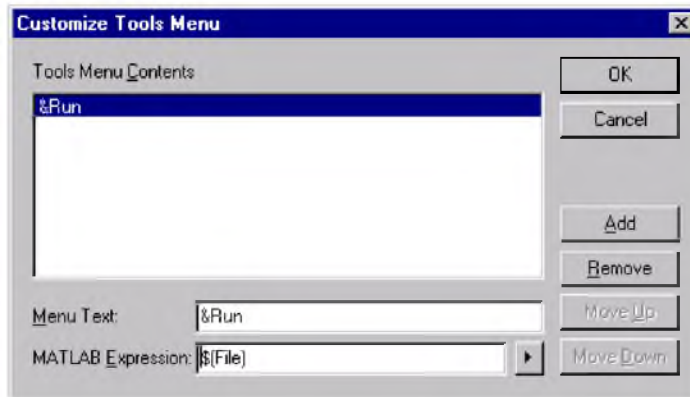 Customize Tools Menu
Tools Menu Contents
&Run
OK
Cancel
Add
Remove
Move Up
Move Down
Menu Text: &Run
MATLAB Expression: $(File)